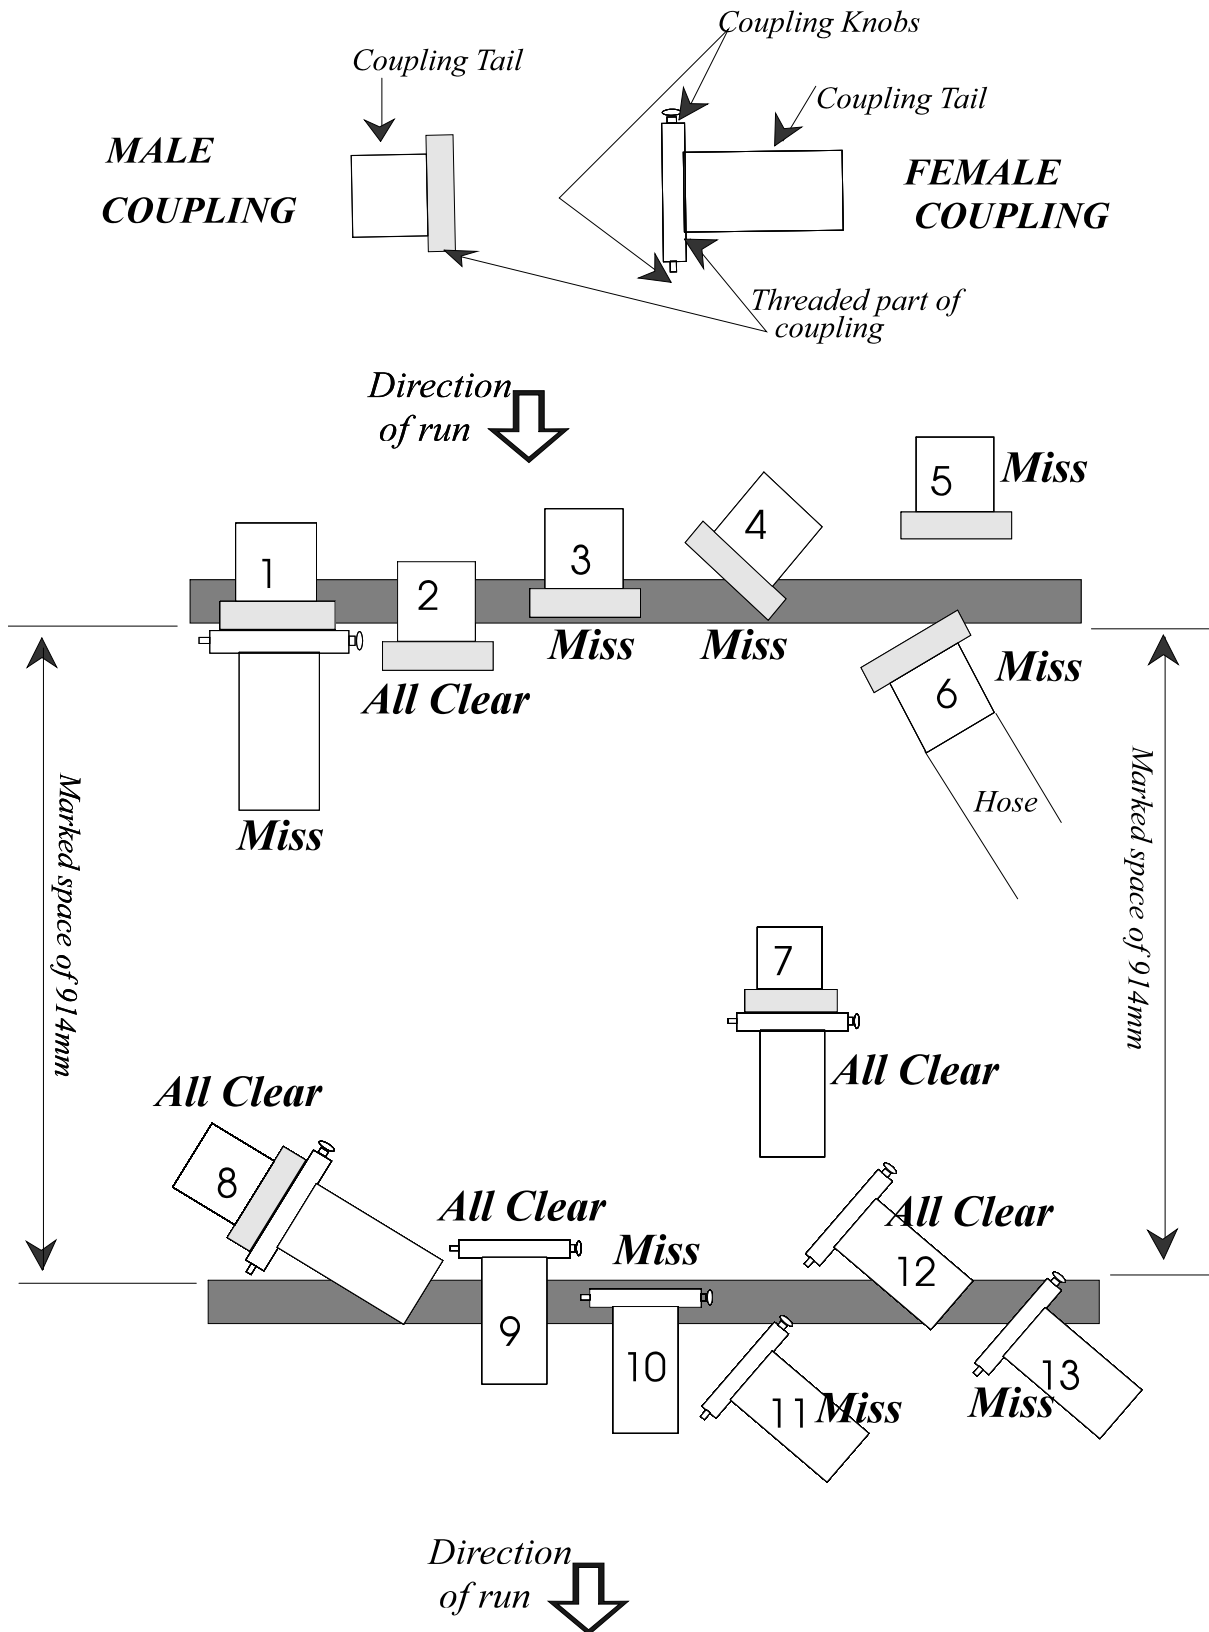 Coupling Knobs
Coupling Tail
Coupling Tail
MALE
COUPLING
FEMALE
COUPLING
Threaded part of
coupling
Direction
of run
5
Miss
4
3
1
2
Miss
Miss
Miss
6
All Clear
Hose
Miss
Marked space of 914mm
Marked space of 914mm
7
All Clear
All Clear
8
All Clear
All Clear
Miss
12
9
10
13
11
Miss
Miss
Direction
of run